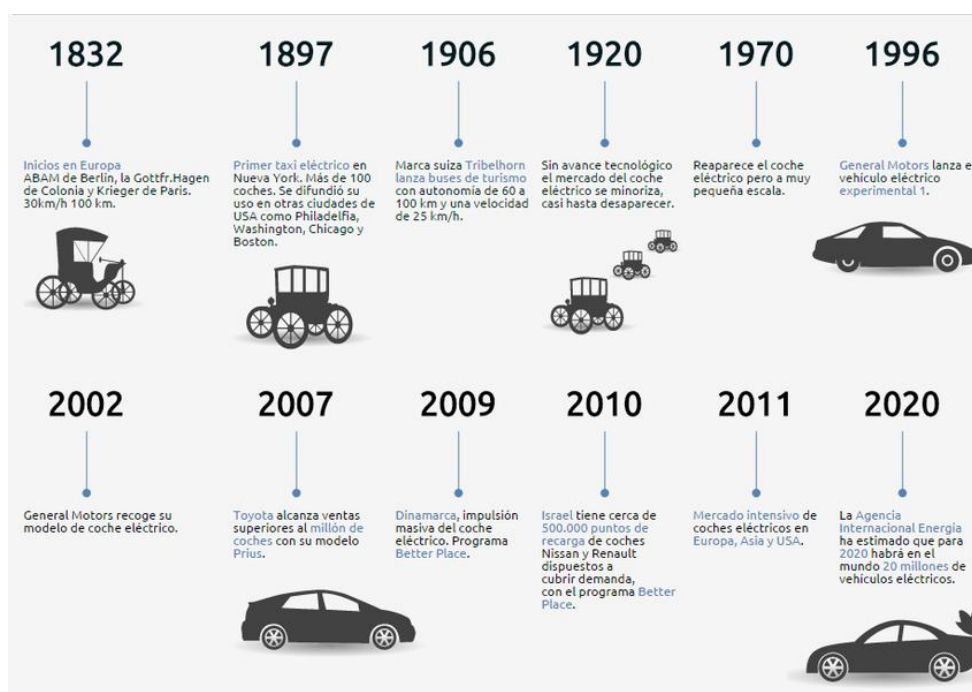 1832
Inicios en Europa
ABAM de Berlin, la Gottfr.Hagen
de Colonia y Krieger de Paris.
30km/h 100 km.
1897
Primer taxi eléctrico en
Nueva York. Más de 100
coches. Se difundió su
uso en otras ciudades de
USA como Philadelfia,
Washington, Chicago y
Boston.
1906
Marca suiza Tribelhorn
lanza buses de turismo
con autonomía de 60 a
100 km y una velocidad
de 25 km/h.
1920
Sin avance tecnológico
el mercado del coche
eléctrico se minoriza,
casi hasta desaparecer.
1970
Reaparece el coche
eléctrico pero a muy
pequeña escala.
1996
General Motors lanza e
vehículo eléctrico
experimental 1.
2002
General Motors recoge su
modelo de coche eléctrico.
2007
Toyota alcanza ventas
superiores al millón de
coches con su modelo
Prius.
2009
Dinamarca, impulsión
masiva del coche
eléctrico. Programa
Better Place.
2010
Israel tiene cerca de
500.000 puntos de
recarga de coches
Nissan y Renault
dispuestos a
cubrir demanda,
con el programa Better
Place.
2011
Mercado intensivo de
coches eléctricos en
Europa, Asia y USA.
2020
La Agencia
Internacional Energía
ha estimado que para
2020 habrá en el
mundo 20 millones de
vehículos eléctricos.